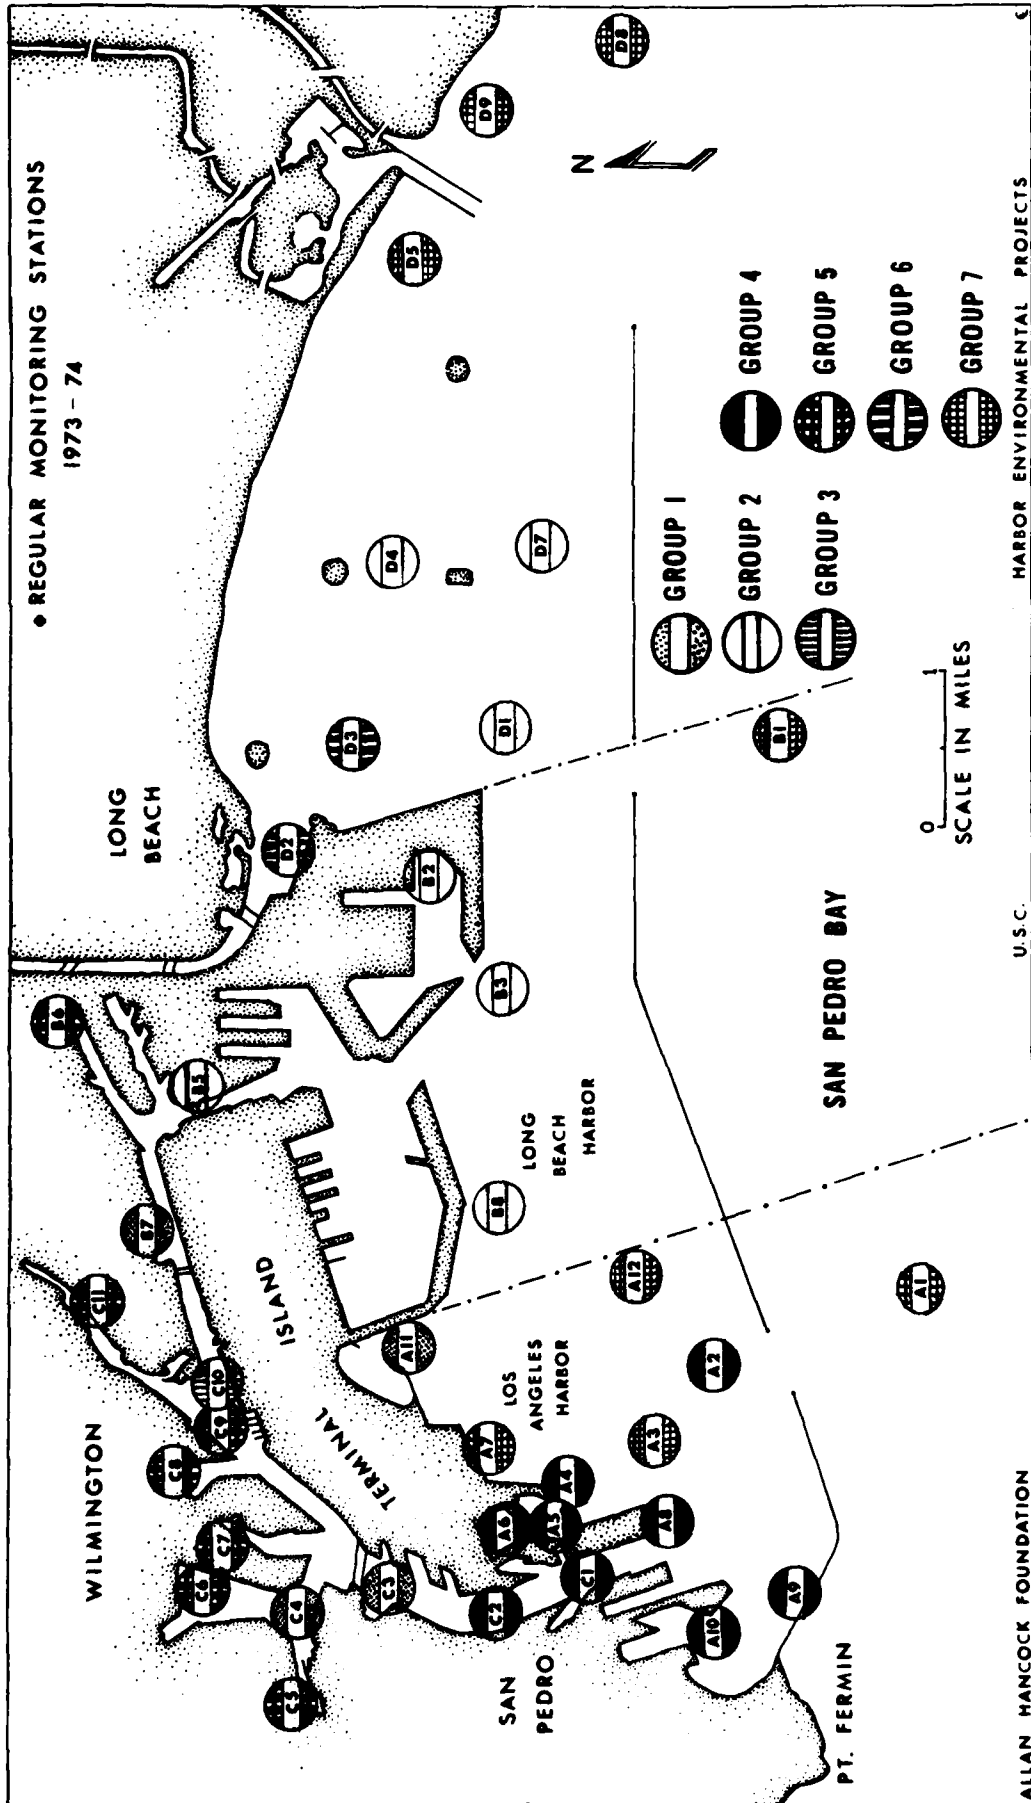 REGULAR MONITORING STATIONS
1973 – 74
WILMINGTON
LONG
BEACH
TERMINAL
ISLAND
SAN
PEDRO
LOS
ANGELES
HARBOR
LONG
BEACH
HARBOR
PT. FERMIN
SAN PEDRO BAY
N
C5
C6
C7
C8
C9
C10
C11
C4
C3
C2
C1
B7
B6
B5
B8
B3
B2
B1
D2
D3
D1
D4
D7
D5
D9
D8
A6
A5
A4
A7
A11
A8
A3
A12
A10
A9
A2
A1
GROUP 1
GROUP 2
GROUP 3
GROUP 4
GROUP 5
GROUP 6
GROUP 7
0 1
SCALE IN MILES
ALLAN HANCOCK FOUNDATION
U.S.C.
HARBOR ENVIRONMENTAL PROJECTS